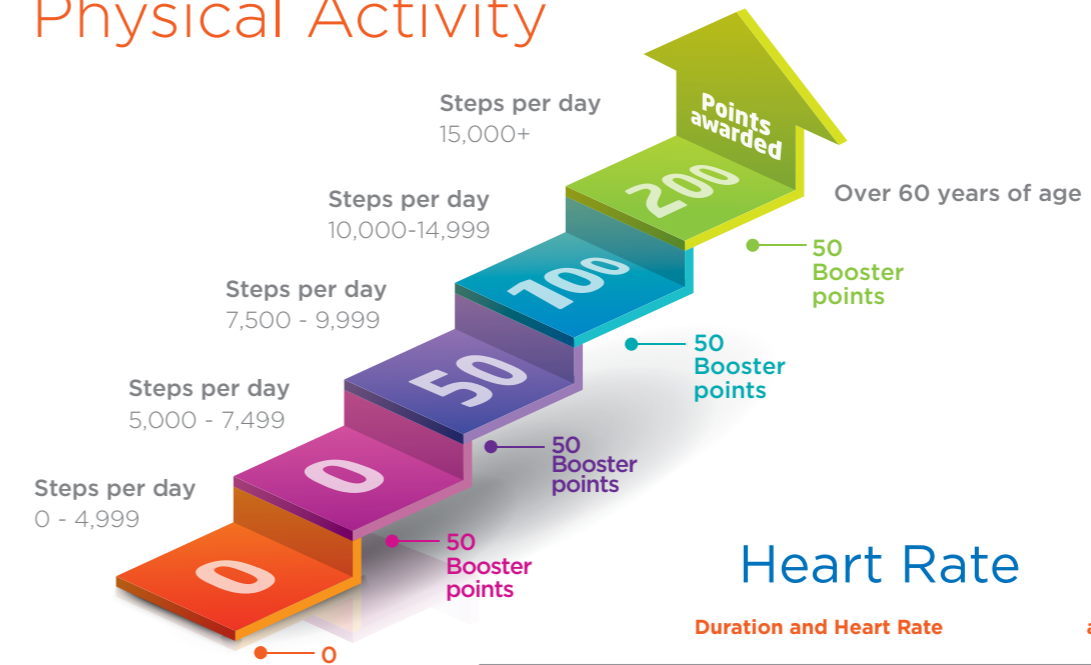 Physical Activity
Steps per day
15,000+
Points
awarded
200
Over 60 years of age
50
Booster
points
Steps per day
10,000-14,999
100
50
Booster
points
Steps per day
7,500 - 9,999
50
50
Booster
points
Steps per day
5,000 - 7,499
0
50
Booster
points
Steps per day
0 - 4,999
0
0
Heart Rate
Duration and Heart Rate